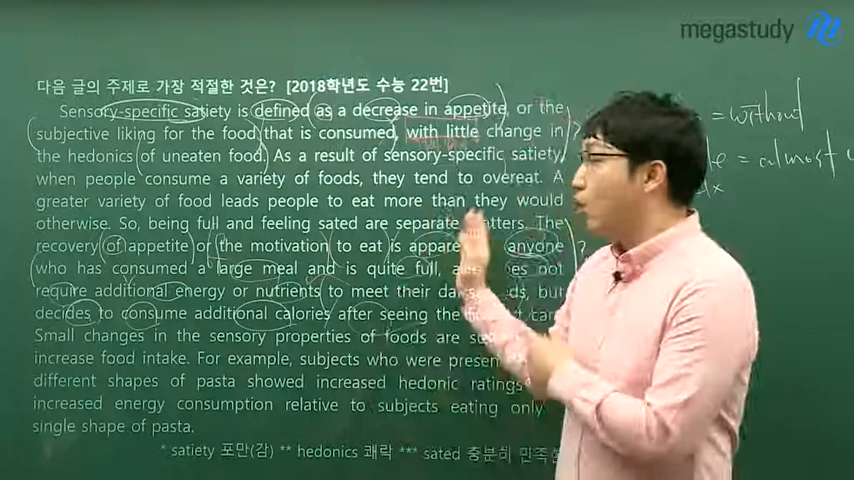 megastudy
다음 글의 주제로 가장 적절한 것은? [2018학년도 수능 22번]
Sensory-specific satiety is defined as a decrease in appetite, or the
subjective liking for the food that is consumed, with little change in
the hedonics of uneaten food. As a result of sensory-specific satiety,
when people consume a variety of foods, they tend to overeat. A
greater variety of food leads people to eat more than they would
otherwise. So, being full and feeling sated are separate matters. The
recovery of appetite or the motivation to eat is apparent anyone
who has consumed a large meal and is quite full, does not
require additional energy or nutrients to meet their but
decides to consume additional calories after seeing the
Small changes in the sensory properties of foods are
increase food intake. For example, subjects who were
different shapes of pasta showed increased hedonic ratings
increased energy consumption relative to subjects eating only
single shape of pasta.
* satiety 포만(감) ** hedonics 쾌락 *** sated 충분히
= without
= almost